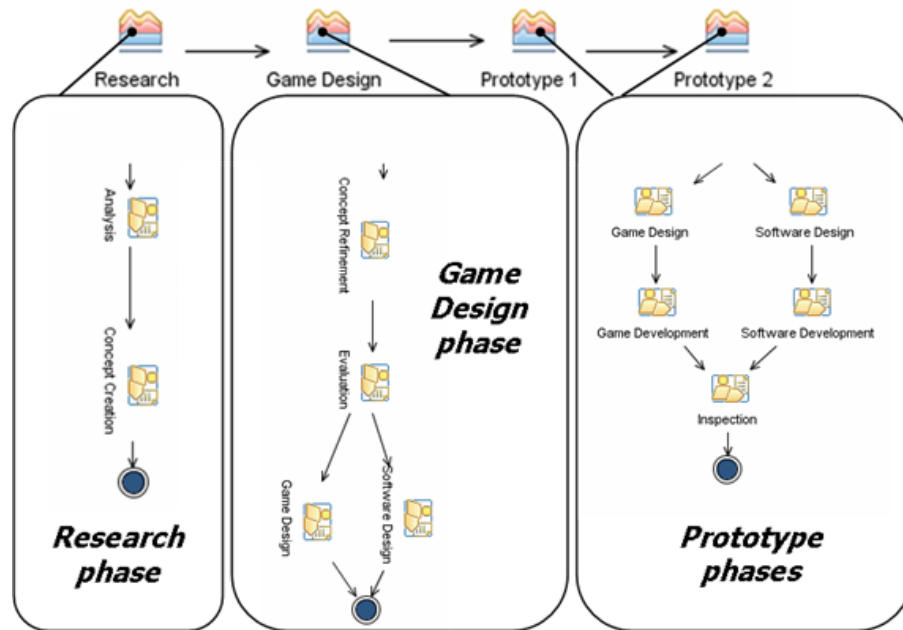 Research
Game Design
Prototype 1
Prototype 2
Analysis
Concept Creation
Research
phase
Concept Refinement
Evaluation
Game Design
Software Design
Game
Design
phase
Game Design
Software Design
Game Development
Software Development
Inspection
Prototype
phases